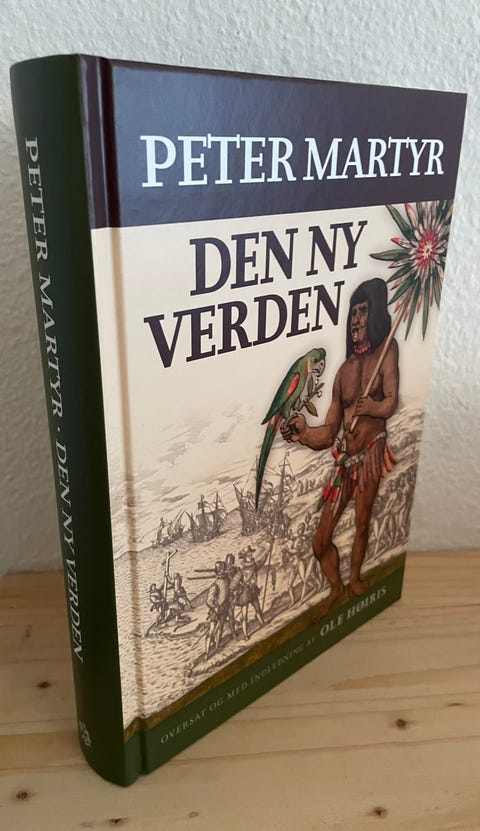 PETER MARTYR · DEN NY VERDEN
PETER MARTYR
DEN NY
VERDEN
OVERSAT OG MED INDLEDNING AF OLE HØIRIS